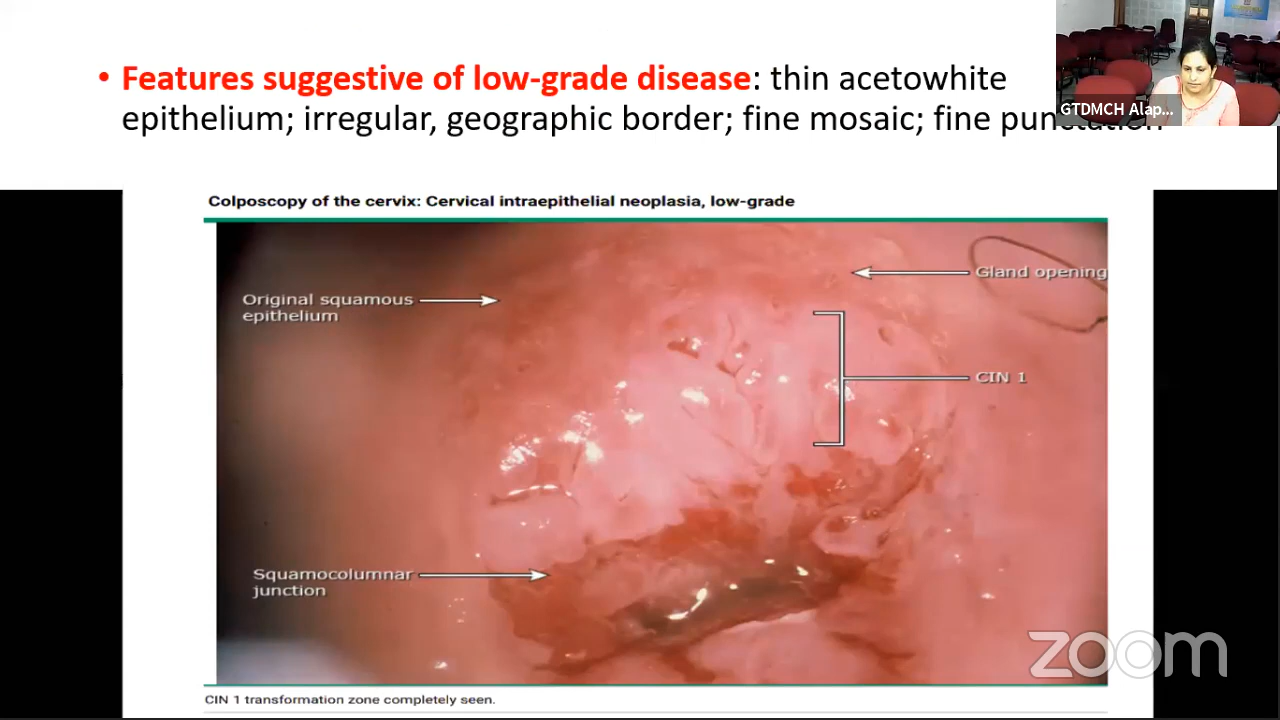 • Features suggestive of low-grade disease: thin acetowhite
epithelium; irregular, geographic border; fine mosaic; fine punctation
GTDMCH Alap...
Colposcopy of the cervix: Cervical intraepithelial neoplasia, low-grade
Gland opening
Original squamous
epithelium
CIN 1
Squamocolumnar
junction
zoom
CIN 1 transformation zone completely seen.